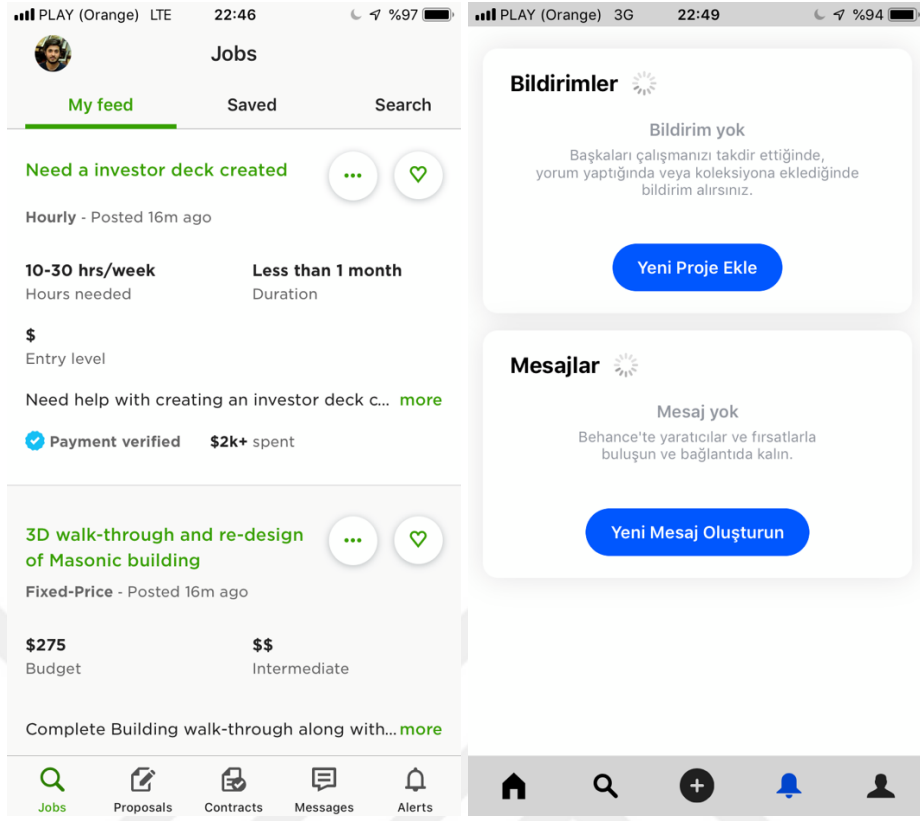 PLAY (Orange) LTE 22:46 %97
Jobs
My feed Saved Search
Need a investor deck created
Hourly - Posted 16m ago
10-30 hrs/week Less than 1 month
Hours needed Duration
$
Entry level
Need help with creating an investor deck c... more
Payment verified $2k+ spent
3D walk-through and re-design
of Masonic building
Fixed-Price - Posted 16m ago
$275 $$
Budget Intermediate
Complete Building walk-through along with... more
Jobs Proposals Contracts Messages Alerts
PLAY (Orange) 3G 22:49 %94
Bildirimler
Bildirim yok
Başkaları çalışmanızı takdir ettiğinde,
yorum yaptığında veya koleksiyona eklediğinde
bildirim alırsınız.
Yeni Proje Ekle
Mesajlar
Mesaj yok
Behance'te yaratıcılar ve fırsatlarla
buluşun ve bağlantıda kalın.
Yeni Mesaj Oluşturun